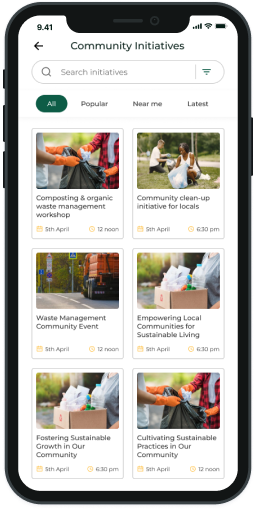 9.41
Community Initiatives
Search initiatives
All Popular Near me Latest
Composting & organic
waste management
workshop
5th April 12 noon
Community clean-up
initiative for locals
5th April 6:30 pm
Waste Management
Community Event
5th April 12 noon
Empowering Local
Communities for
Sustainable Living
5th April 6:30 pm
Fostering Sustainable
Growth in Our
Community
5th April 6:30 pm
Cultivating Sustainable
Practices in Our
Community
5th April 12 noon